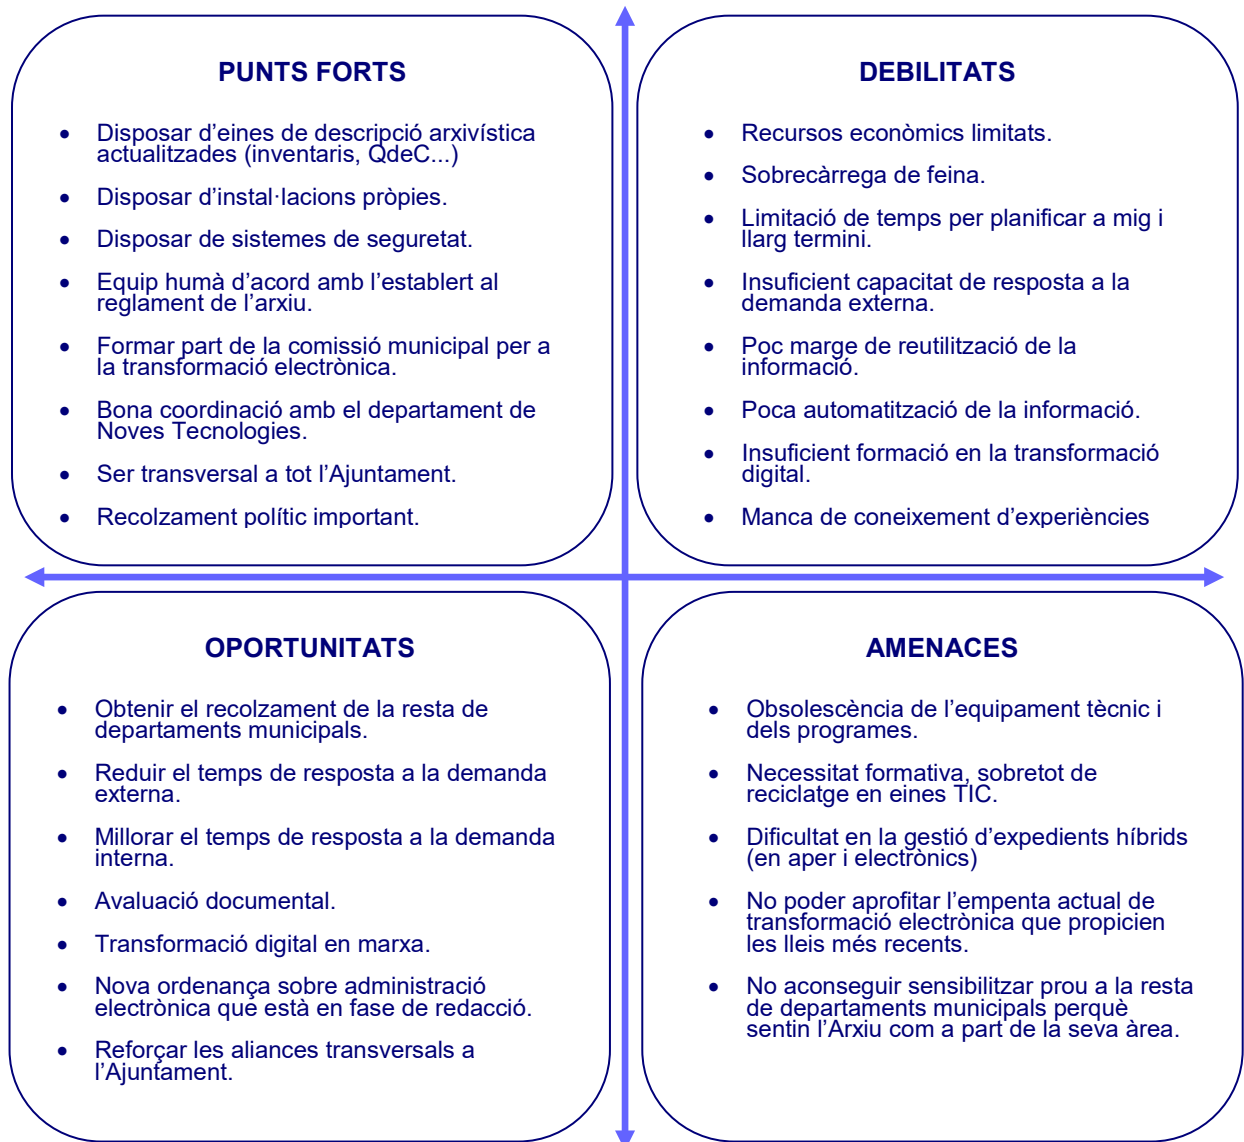 PUNTS FORTS
• Disposar d’eines de descripció arxivística
actualitzades (inventaris, QdeC...)
• Disposar d’instal·lacions pròpies.
• Disposar de sistemes de seguretat.
• Equip humà d’acord amb l’establert al
reglament de l’arxiu.
• Formar part de la comissió municipal per a
la transformació electrònica.
• Bona coordinació amb el departament de
Noves Tecnologies.
• Ser transversal a tot l’Ajuntament.
• Recolzament polític important.
DEBILITATS
• Recursos econòmics limitats.
• Sobrecàrrega de feina.
• Limitació de temps per planificar a mig i
llarg termini.
• Insuficient capacitat de resposta a la
demanda externa.
• Poc marge de reutilització de la
informació.
• Poca automatització de la informació.
• Insuficient formació en la transformació
digital.
• Manca de coneixement d’experiències
OPORTUNITATS
• Obtenir el recolzament de la resta de
departaments municipals.
• Reduir el temps de resposta a la demanda
externa.
• Millorar el temps de resposta a la demanda
interna.
• Avaluació documental.
• Transformació digital en marxa.
• Nova ordenança sobre administració
electrònica que està en fase de redacció.
• Reforçar les aliances transversals a
l’Ajuntament.
AMENACES
• Obsolescència de l’equipament tècnic i
dels programes.
• Necessitat formativa, sobretot de
reciclatge en eines TIC.
• Dificultat en la gestió d’expedients híbrids
(en aper i electrònics)
• No poder aprofitar l’empenta actual de
transformació electrònica que propicien
les lleis més recents.
• No aconseguir sensibilitzar prou a la resta
de departaments municipals perquè
sentin l’Arxiu com a part de la seva àrea.